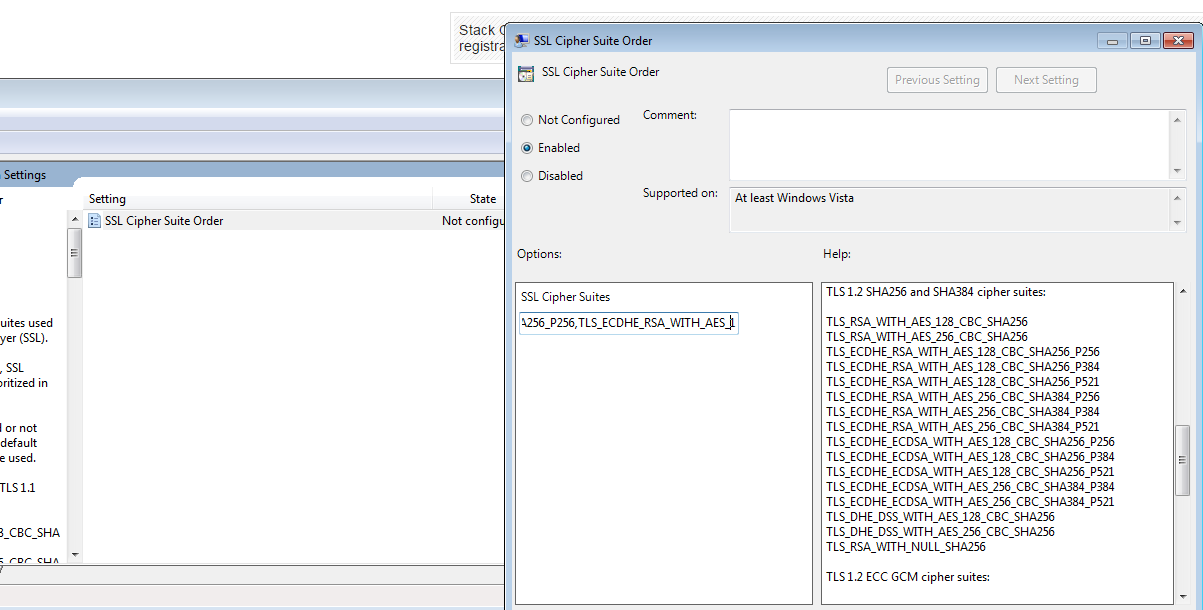 Stack
registra
SSL Cipher Suite Order
SSL Cipher Suite Order
Previous Setting
Next Setting
Not Configured
Comment:
Enabled
Disabled
Supported on:
At least Windows Vista
Settings
Setting
State
SSL Cipher Suite Order
Not configu
Options:
Help:
SSL Cipher Suites
A256_P256,TLS_ECDHE_RSA_WITH_AES_1
TLS 1.2 SHA256 and SHA384 cipher suites:
TLS_RSA_WITH_AES_128_CBC_SHA256
TLS_RSA_WITH_AES_256_CBC_SHA256
TLS_ECDHE_RSA_WITH_AES_128_CBC_SHA256_P256
TLS_ECDHE_RSA_WITH_AES_128_CBC_SHA256_P384
TLS_ECDHE_RSA_WITH_AES_128_CBC_SHA256_P521
TLS_ECDHE_RSA_WITH_AES_256_CBC_SHA384_P256
TLS_ECDHE_RSA_WITH_AES_256_CBC_SHA384_P384
TLS_ECDHE_RSA_WITH_AES_256_CBC_SHA384_P521
TLS_ECDHE_ECDSA_WITH_AES_128_CBC_SHA256_P256
TLS_ECDHE_ECDSA_WITH_AES_128_CBC_SHA256_P384
TLS_ECDHE_ECDSA_WITH_AES_128_CBC_SHA256_P521
TLS_ECDHE_ECDSA_WITH_AES_256_CBC_SHA384_P384
TLS_ECDHE_ECDSA_WITH_AES_256_CBC_SHA384_P521
TLS_DHE_DSS_WITH_AES_128_CBC_SHA256
TLS_DHE_DSS_WITH_AES_256_CBC_SHA256
TLS_RSA_WITH_NULL_SHA256
TLS 1.2 ECC GCM cipher suites:
uites used
yer (SSL).
, SSL
oritized in
l or not
default
e used.
TLS 1.1
8_CBC_SHA